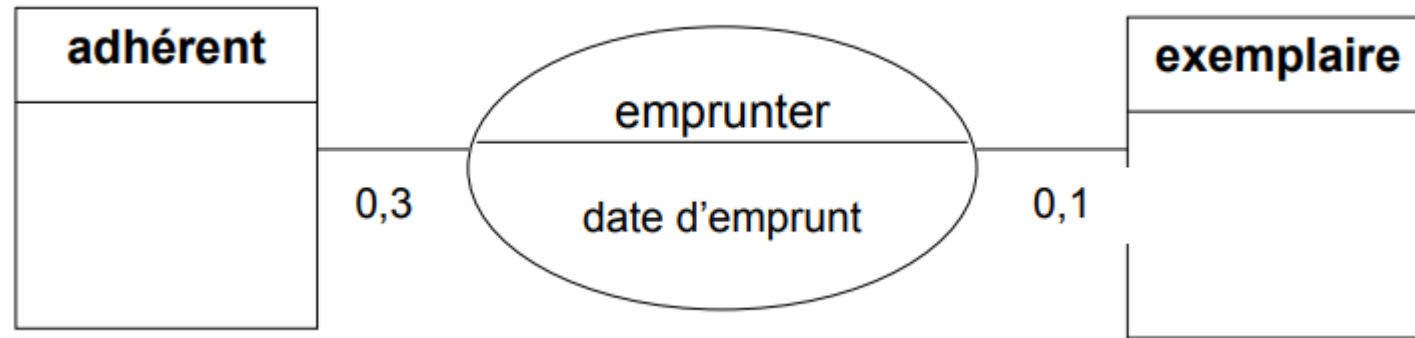 adhérent
emprunter
exemplaire
0,3
date d’emprunt
0,1